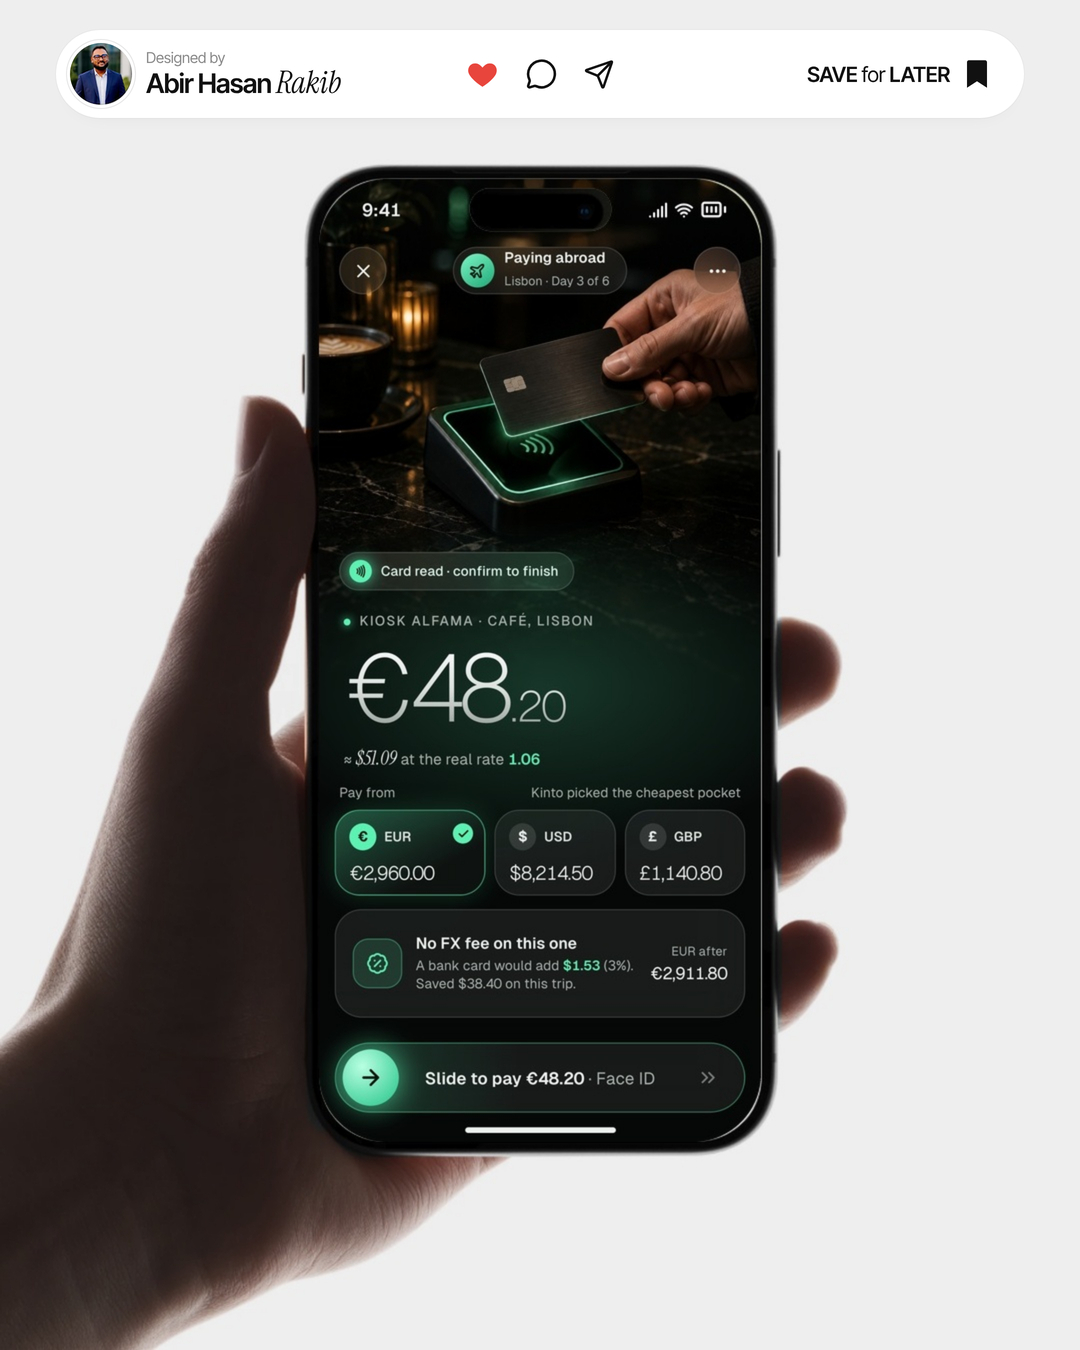 Designed by
Abir Hasan Rakib
SAVE for LATER
9:41
Paying abroad
Lisbon · Day 3 of 6
Card read · confirm to finish
KIOSK ALFAMA · CAFÉ, LISBON
€48.20
≈ $51.09 at the real rate 1.06
Pay from
Kinto picked the cheapest pocket
€ EUR
€2,960.00
$ USD
$8,214.50
£ GBP
£1,140.80
No FX fee on this one
A bank card would add $1.53 (3%).
Saved $38.40 on this trip.
EUR after
€2,911.80
Slide to pay €48.20 · Face ID